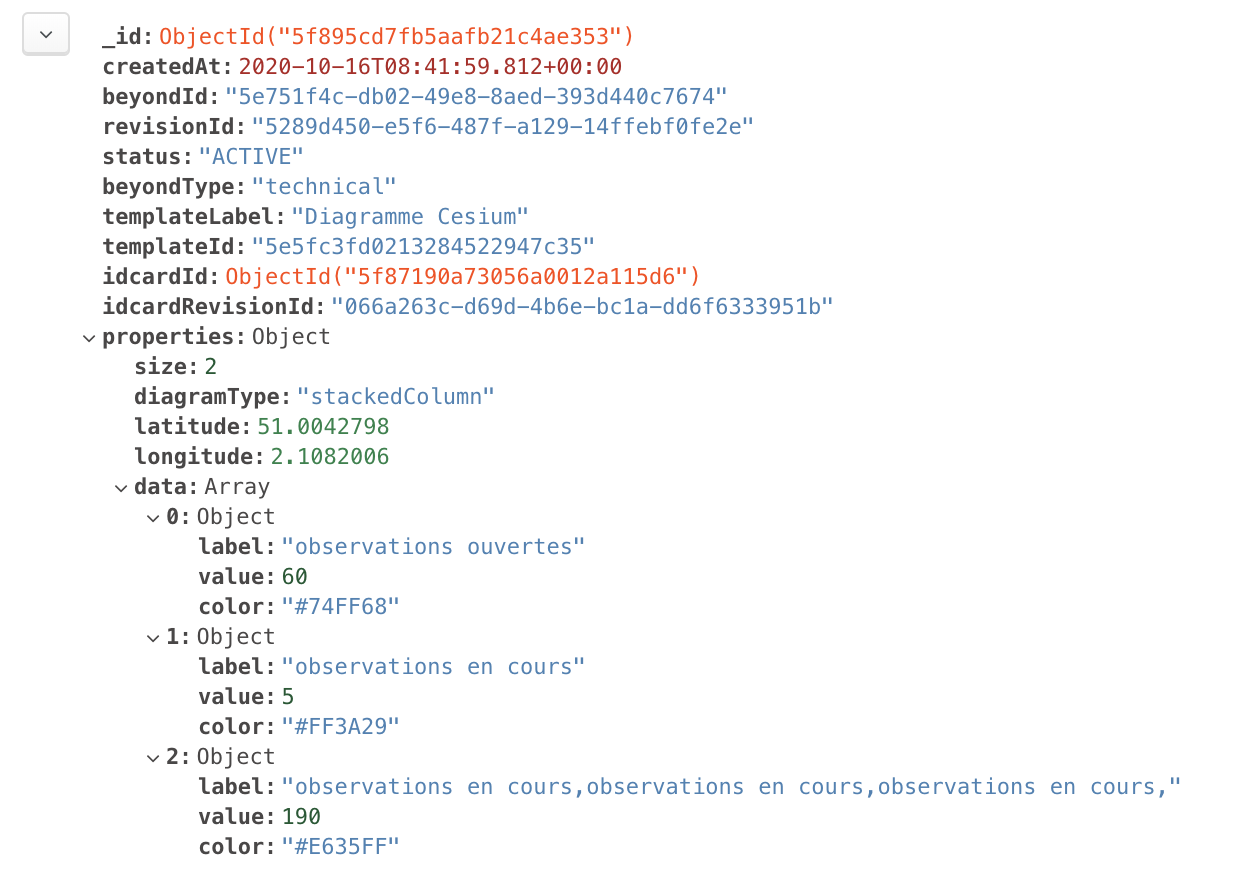 _id: ObjectId("5f895cd7fb5aafb21c4ae353")
createdAt: 2020-10-16T08:41:59.812+00:00
beyondId: "5e751f4c-db02-49e8-8aed-393d440c7674"
revisionId: "5289d450-e5f6-487f-a129-14ffebf0fe2e"
status: "ACTIVE"
beyondType: "technical"
templateLabel: "Diagramme Cesium"
templateId: "5e5fc3fd0213284522947c35"
idcardId: ObjectId("5f87190a73056a0012a115d6")
idcardRevisionId: "066a263c-d69d-4b6e-bc1a-dd6f6333951b"
properties: Object
size: 2
diagramType: "stackedColumn"
latitude: 51.0042798
longitude: 2.1082006
data: Array
0: Object
label: "observations ouvertes"
value: 60
color: "#74FF68"
1: Object
label: "observations en cours"
value: 5
color: "#FF3A29"
2: Object
label: "observations en cours,observations en cours,observations en cours,"
value: 190
color: "#E635FF"